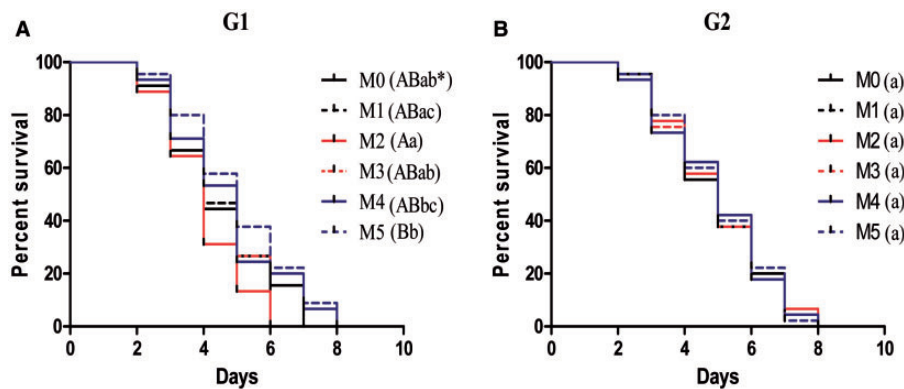 A
G1
Percent survival
100
80
60
40
20
0
0 2 4 6 8 10
Days
M0 (ABab*)
M1 (ABac)
M2 (Aa)
M3 (ABab)
M4 (ABbc)
M5 (Bb)
B
G2
Percent survival
100
80
60
40
20
0
0 2 4 6 8 10
Days
M0 (a)
M1 (a)
M2 (a)
M3 (a)
M4 (a)
M5 (a)